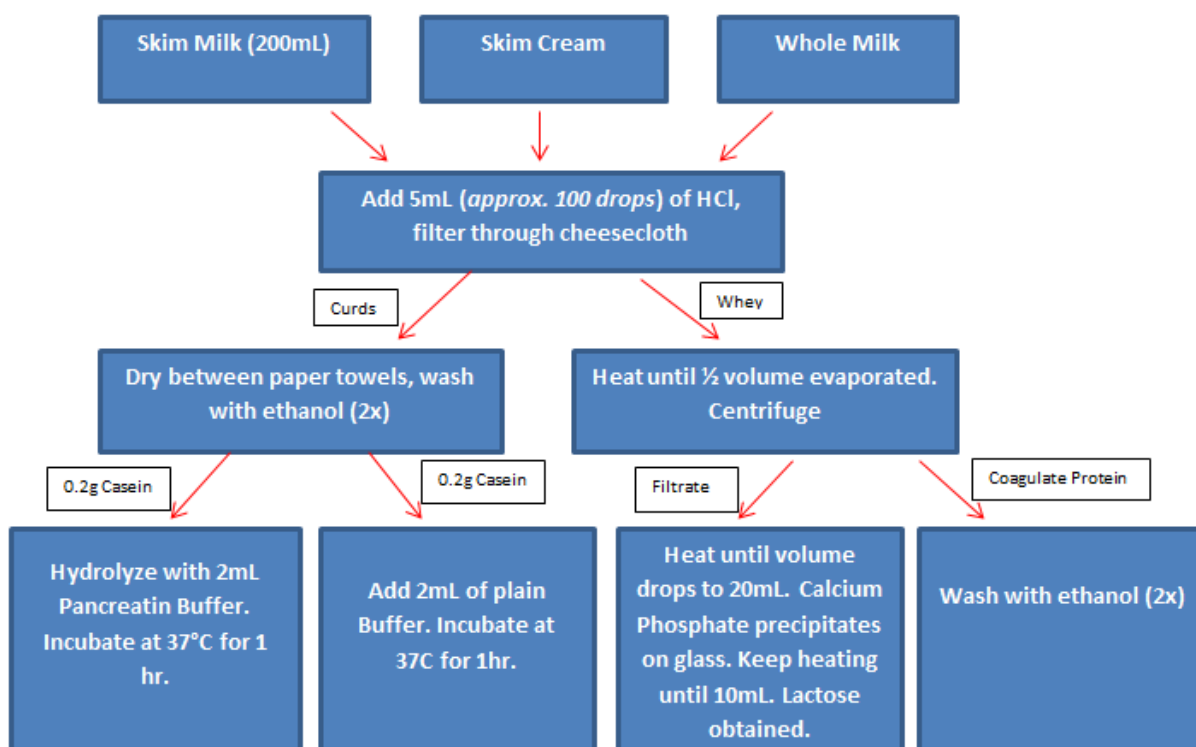 Skim Milk (200mL)
Skim Cream
Whole Milk
Add 5mL (approx. 100 drops) of HCl,
filter through cheesecloth
Curds
Whey
Dry between paper towels, wash
with ethanol (2x)
Heat until ½ volume evaporated.
Centrifuge
0.2g Casein
0.2g Casein
Filtrate
Coagulate Protein
Hydrolyze with 2mL
Pancreatin Buffer.
Incubate at 37°C for 1
hr.
Add 2mL of plain
Buffer. Incubate at
37C for 1hr.
Heat until volume
drops to 20mL. Calcium
Phosphate precipitates
on glass. Keep heating
until 10mL. Lactose
obtained.
Wash with ethanol (2x)